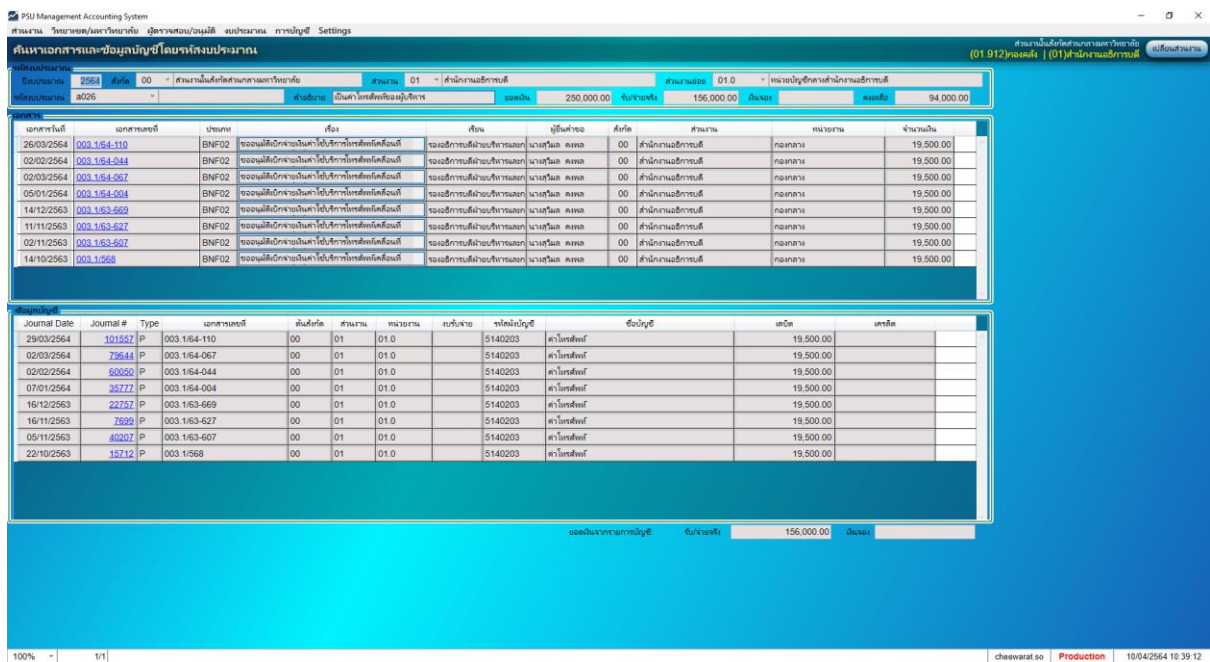 PSU Management Accounting System
ส่วนงาน วิทยาเขต/มหาวิทยาลัย ผู้ตรวจสอบ/อนุมัติ งบประมาณ การบัญชี Settings
ค้นหาเอกสารและข้อมูลบัญชีโดยรหัสงบประมาณ
ส่วนงานในสังกัดส่วนกลางมหาวิทยาลัย
(01.912)กองคลัง | (01)สำนักงานอธิการบดี เปลี่ยนส่วนงาน
รหัสงบประมาณ
ปีงบประมาณ 2564 สังกัด 00 ส่วนงานในสังกัดส่วนกลางมหาวิทยาลัย ส่วนงาน 01 สำนักงานอธิการบดี ส่วนงานย่อย 01.0 หน่วยบัญชีกลางสำนักงานอธิการบดี
รหัสงบประมาณ a026 คำอธิบาย เป็นค่าโทรศัพท์ของผู้บริหาร ยอดเงิน 250,000.00 รับ/จ่ายจริง 156,000.00 เงินจอง คงเหลือ 94,000.00
เอกสาร
เอกสารวันที่ เอกสารเลขที่ ประเภท เรื่อง เรียน ผู้ยื่นคำขอ สังกัด ส่วนงาน หน่วยงาน จำนวนเงิน
26/03/2564 003.1/64-110 BNF02 ขออนุมัติเบิกจ่ายเงินค่าใช้บริการโทรศัพท์เคลื่อนที่ รองอธิการบดีฝ่ายบริหารและก นางสุวิมล คงพล 00 สำนักงานอธิการบดี กองกลาง 19,500.00
02/02/2564 003.1/64-044 BNF02 ขออนุมัติเบิกจ่ายเงินค่าใช้บริการโทรศัพท์เคลื่อนที่ รองอธิการบดีฝ่ายบริหารและก นางสุวิมล คงพล 00 สำนักงานอธิการบดี กองกลาง 19,500.00
02/03/2564 003.1/64-067 BNF02 ขออนุมัติเบิกจ่ายเงินค่าใช้บริการโทรศัพท์เคลื่อนที่ รองอธิการบดีฝ่ายบริหารและก นางสุวิมล คงพล 00 สำนักงานอธิการบดี กองกลาง 19,500.00
05/01/2564 003.1/64-004 BNF02 ขออนุมัติเบิกจ่ายเงินค่าใช้บริการโทรศัพท์เคลื่อนที่ รองอธิการบดีฝ่ายบริหารและก นางสุวิมล คงพล 00 สำนักงานอธิการบดี กองกลาง 19,500.00
14/12/2563 003.1/63-669 BNF02 ขออนุมัติเบิกจ่ายเงินค่าใช้บริการโทรศัพท์เคลื่อนที่ รองอธิการบดีฝ่ายบริหารและก นางสุวิมล คงพล 00 สำนักงานอธิการบดี กองกลาง 19,500.00
11/11/2563 003.1/63-627 BNF02 ขออนุมัติเบิกจ่ายเงินค่าใช้บริการโทรศัพท์เคลื่อนที่ รองอธิการบดีฝ่ายบริหารและก นางสุวิมล คงพล 00 สำนักงานอธิการบดี กองกลาง 19,500.00
02/11/2563 003.1/63-607 BNF02 ขออนุมัติเบิกจ่ายเงินค่าใช้บริการโทรศัพท์เคลื่อนที่ รองอธิการบดีฝ่ายบริหารและก นางสุวิมล คงพล 00 สำนักงานอธิการบดี กองกลาง 19,500.00
14/10/2563 003.1/568 BNF02 ขออนุมัติเบิกจ่ายเงินค่าใช้บริการโทรศัพท์เคลื่อนที่ รองอธิการบดีฝ่ายบริหารและก นางสุวิมล คงพล 00 สำนักงานอธิการบดี กองกลาง 19,500.00
ข้อมูลบัญชี
Journal Date Journal # Type เอกสารเลขที่ ต้นสังกัด ส่วนงาน หน่วยงาน งบรับจ่าย รหัสผังบัญชี ชื่อบัญชี เดบิต เครดิต
29/03/2564 101557 P 003.1/64-110 00 01 01.0 5140203 ค่าโทรศัพท์ 19,500.00
02/03/2564 79644 P 003.1/64-067 00 01 01.0 5140203 ค่าโทรศัพท์ 19,500.00
02/02/2564 60050 P 003.1/64-044 00 01 01.0 5140203 ค่าโทรศัพท์ 19,500.00
07/01/2564 35777 P 003.1/64-004 00 01 01.0 5140203 ค่าโทรศัพท์ 19,500.00
16/12/2563 22757 P 003.1/63-669 00 01 01.0 5140203 ค่าโทรศัพท์ 19,500.00
16/11/2563 7699 P 003.1/63-627 00 01 01.0 5140203 ค่าโทรศัพท์ 19,500.00
05/11/2563 40207 P 003.1/63-607 00 01 01.0 5140203 ค่าโทรศัพท์ 19,500.00
22/10/2563 15712 P 003.1/568 00 01 01.0 5140203 ค่าโทรศัพท์ 19,500.00
ยอดเงินจากรายการบัญชี รับ/จ่ายจริง 156,000.00 เงินจอง
100% 1/1 cheewarat.so Production 10/04/2564 10:39:12